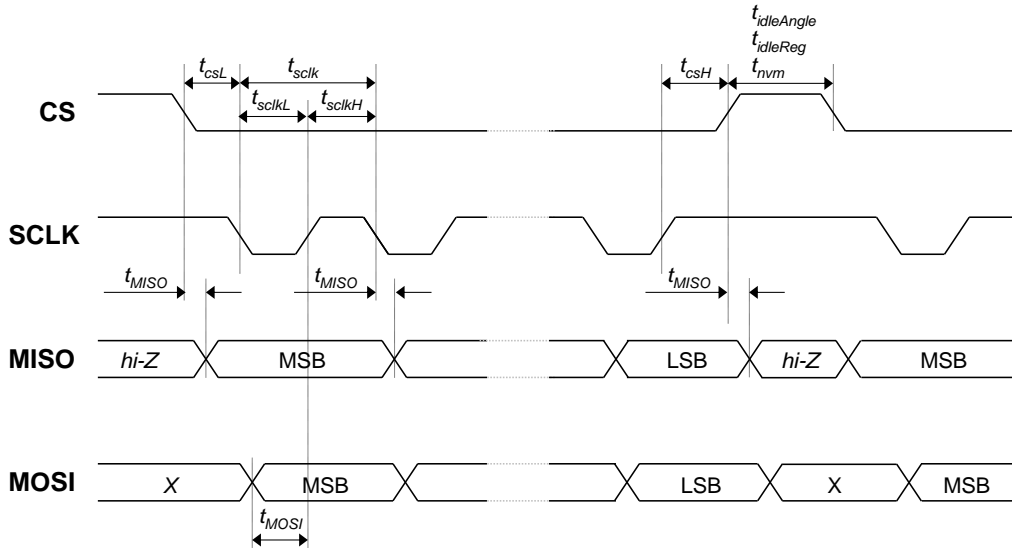 t_idleAngle
t_idleReg
t_csL t_sclk t_csH t_nvm
t_sclkL t_sclkH
CS
SCLK
t_MISO t_MISO t_MISO
MISO hi-Z MSB LSB hi-Z MSB
MOSI X MSB LSB X MSB
t_MOSI